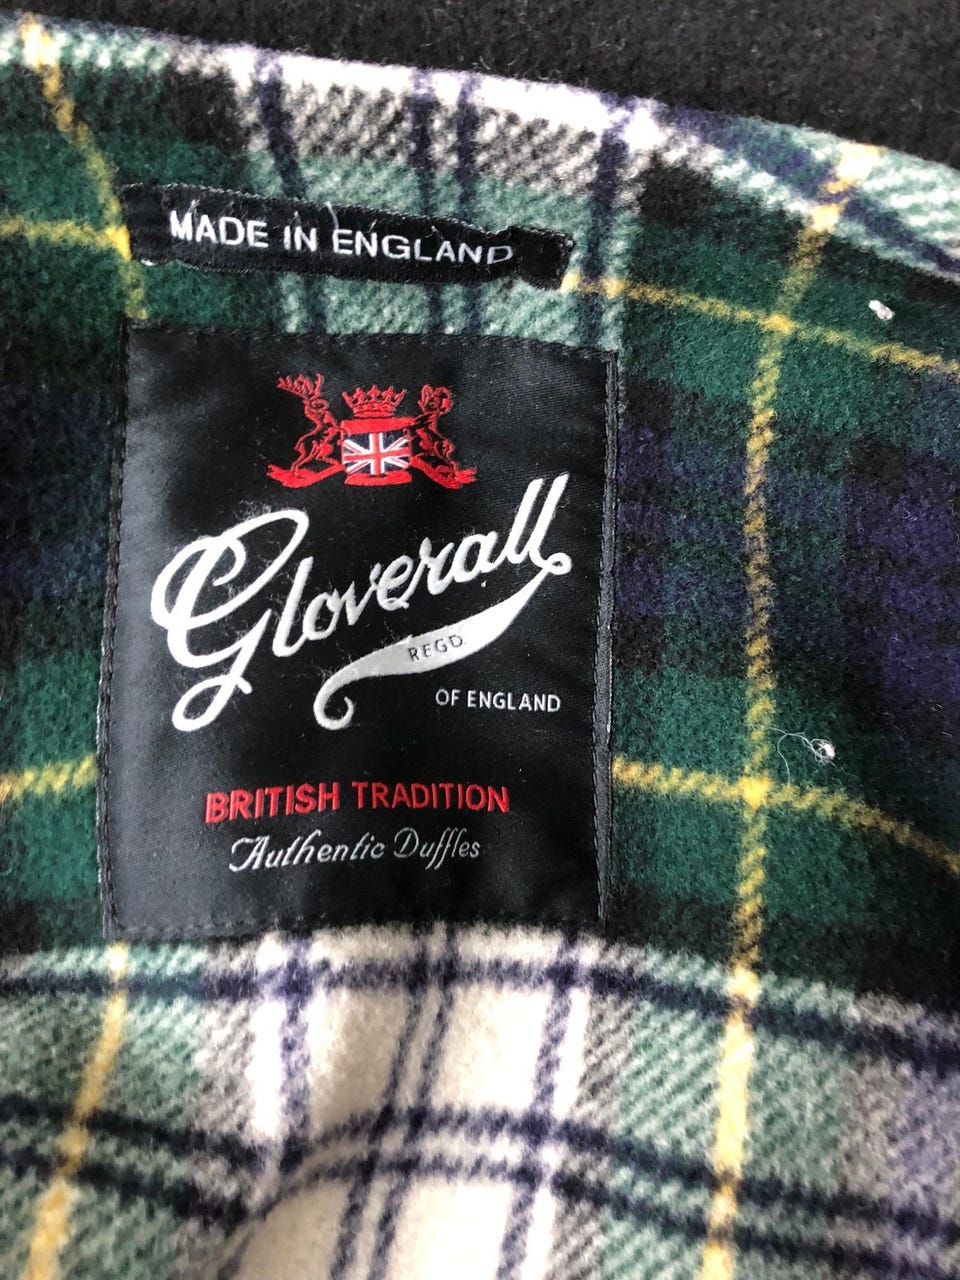 MADE IN ENGLAND
Gloverall
REGD.
OF ENGLAND
BRITISH TRADITION
Authentic Duffles